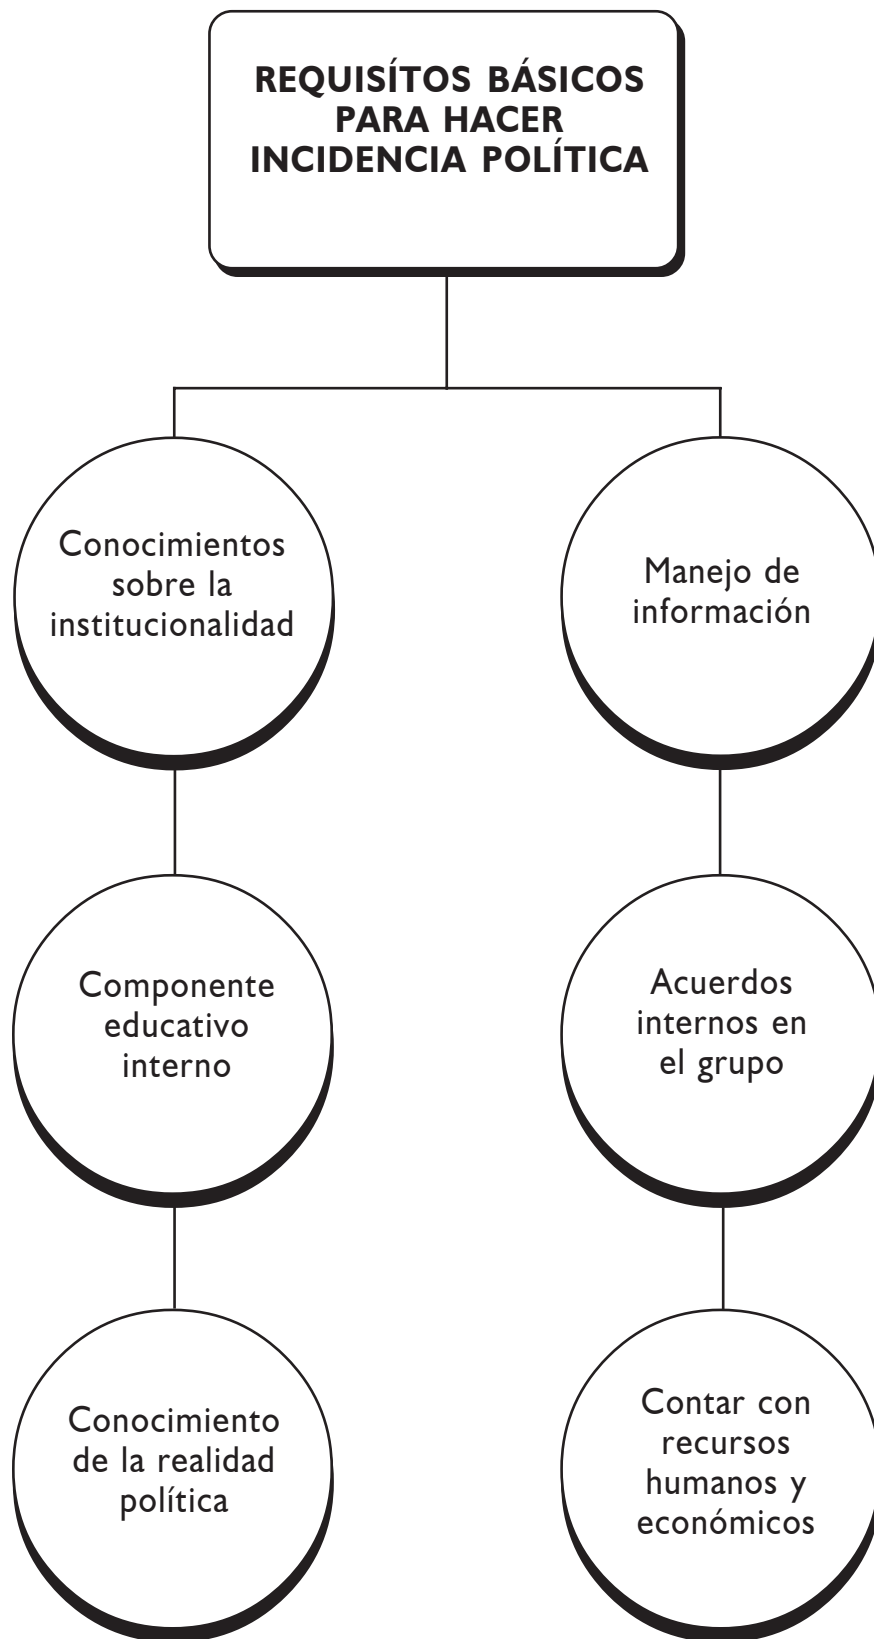 REQUISÍTOS BÁSICOS
PARA HACER
INCIDENCIA POLÍTICA
Conocimientos
sobre la
institucionalidad
Manejo de
información
Componente
educativo
interno
Acuerdos
internos en
el grupo
Conocimiento
de la realidad
política
Contar con
recursos
humanos y
económicos